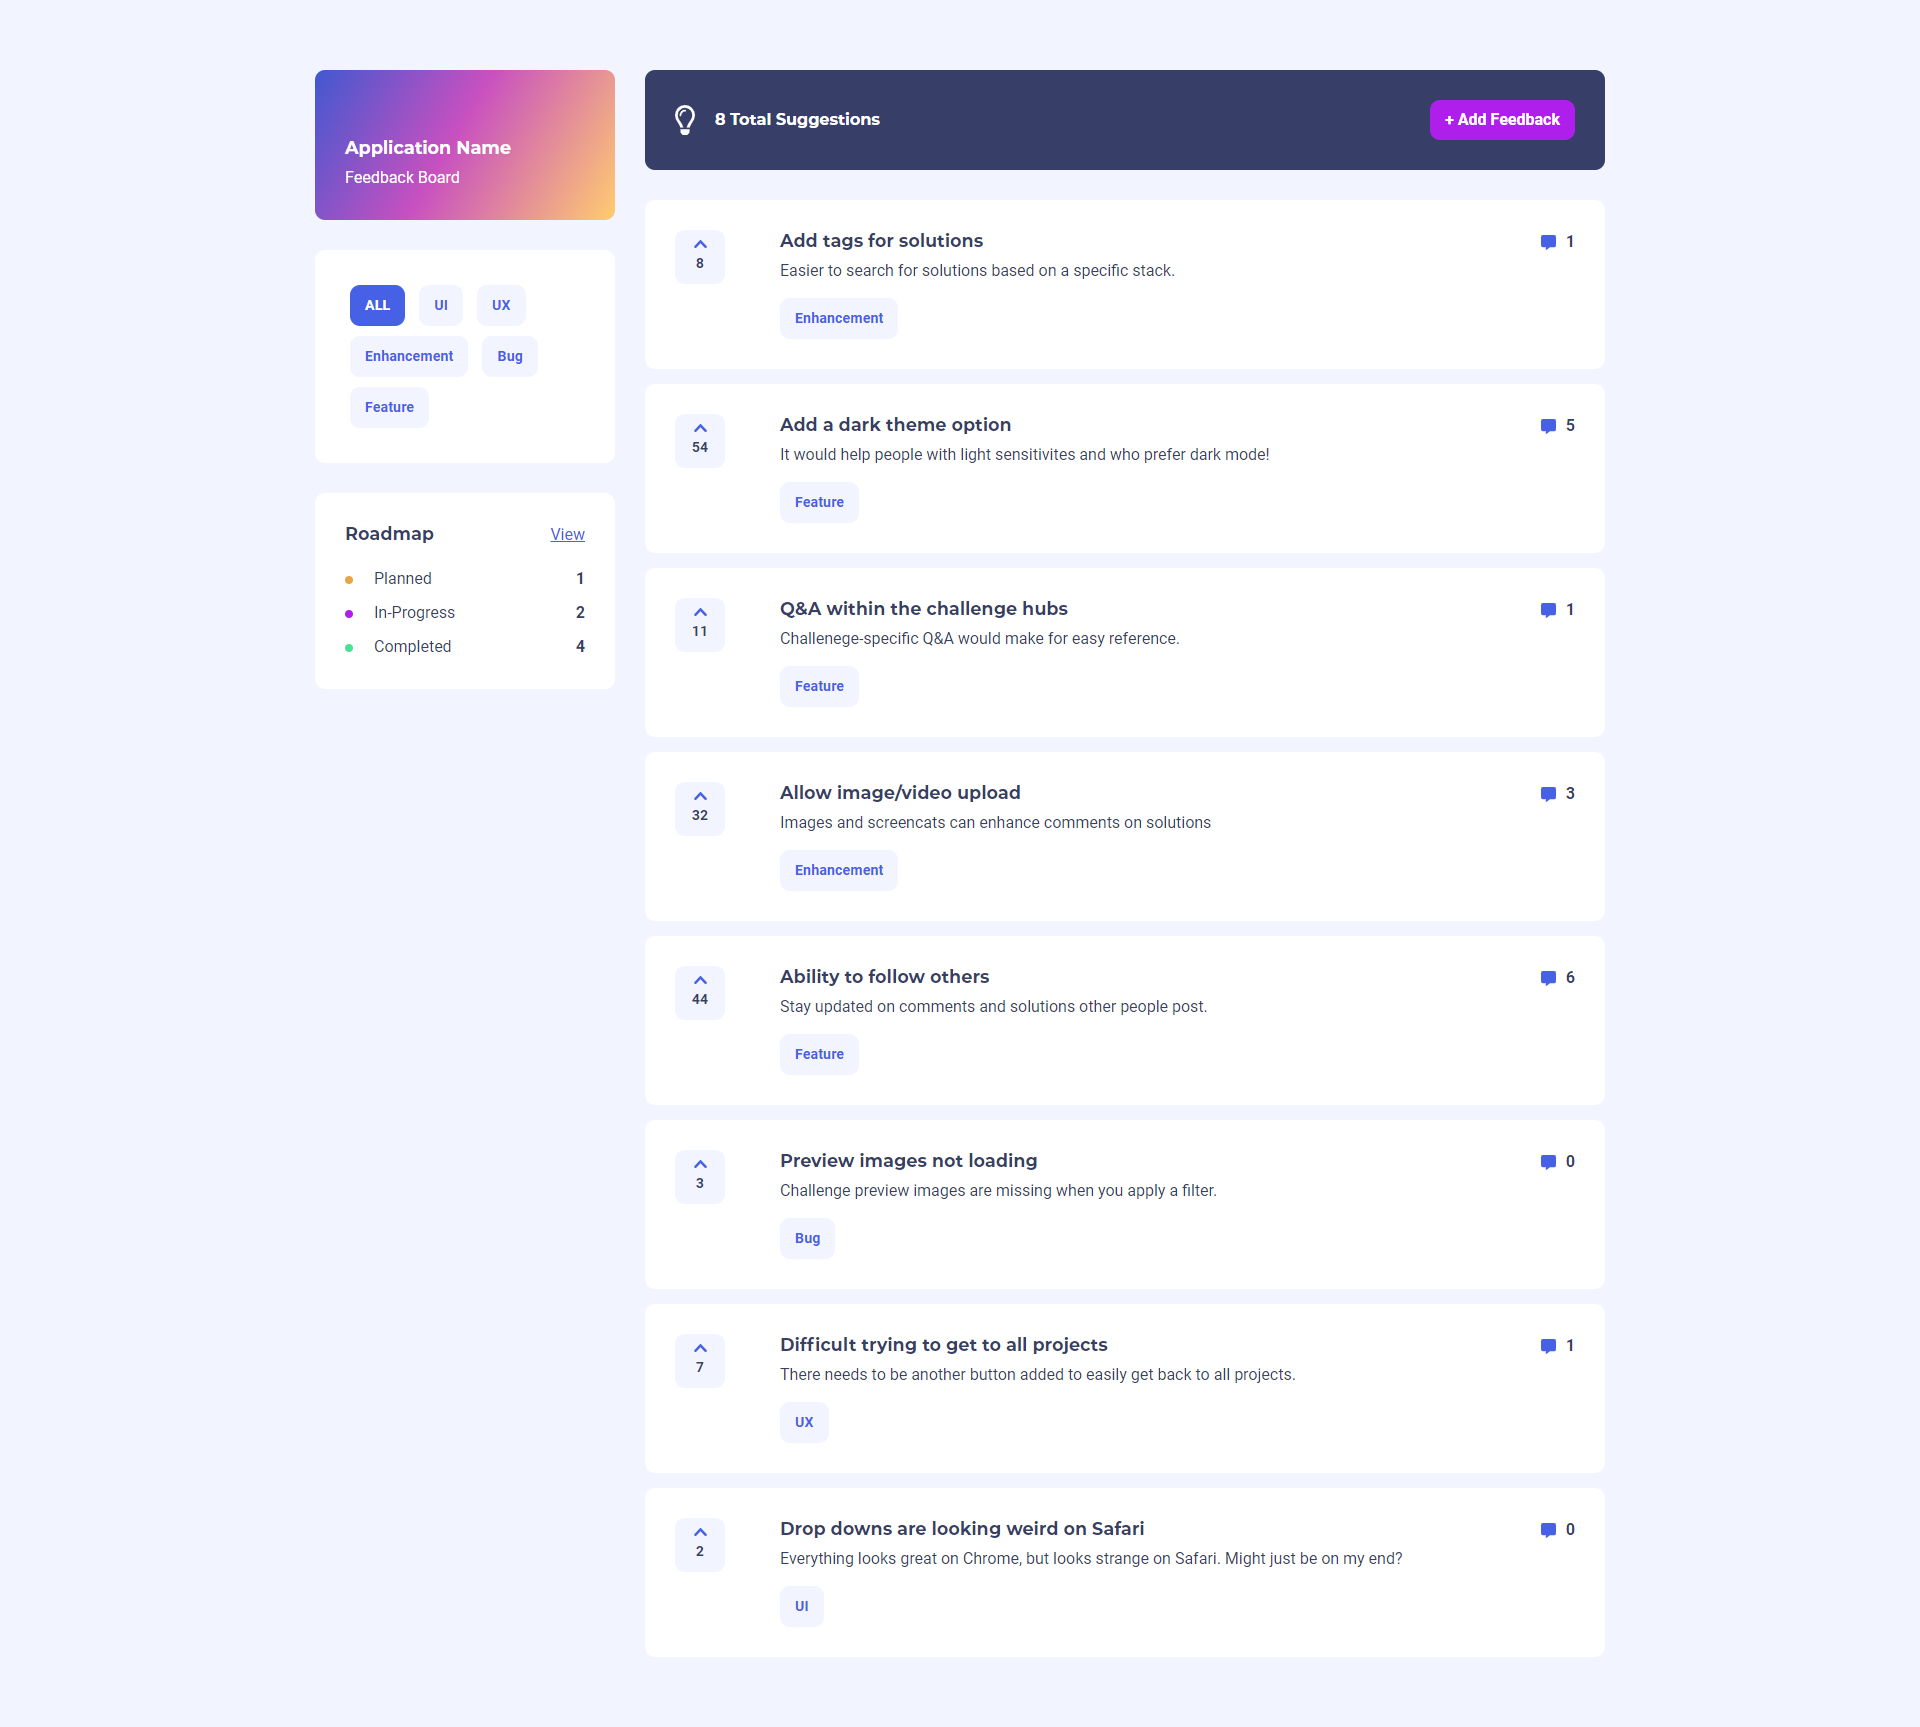 Application Name
Feedback Board
ALL UI UX
Enhancement Bug
Feature
Roadmap View
Planned 1
In-Progress 2
Completed 4
8 Total Suggestions + Add Feedback
Add tags for solutions 1
8
Easier to search for solutions based on a specific stack.
Enhancement
Add a dark theme option 5
54
It would help people with light sensitivites and who prefer dark mode!
Feature
Q&A within the challenge hubs 1
11
Challenege-specific Q&A would make for easy reference.
Feature
Allow image/video upload 3
32
Images and screencats can enhance comments on solutions
Enhancement
Ability to follow others 6
44
Stay updated on comments and solutions other people post.
Feature
Preview images not loading 0
3
Challenge preview images are missing when you apply a filter.
Bug
Difficult trying to get to all projects 1
7
There needs to be another button added to easily get back to all projects.
UX
Drop downs are looking weird on Safari 0
2
Everything looks great on Chrome, but looks strange on Safari. Might just be on my end?
UI